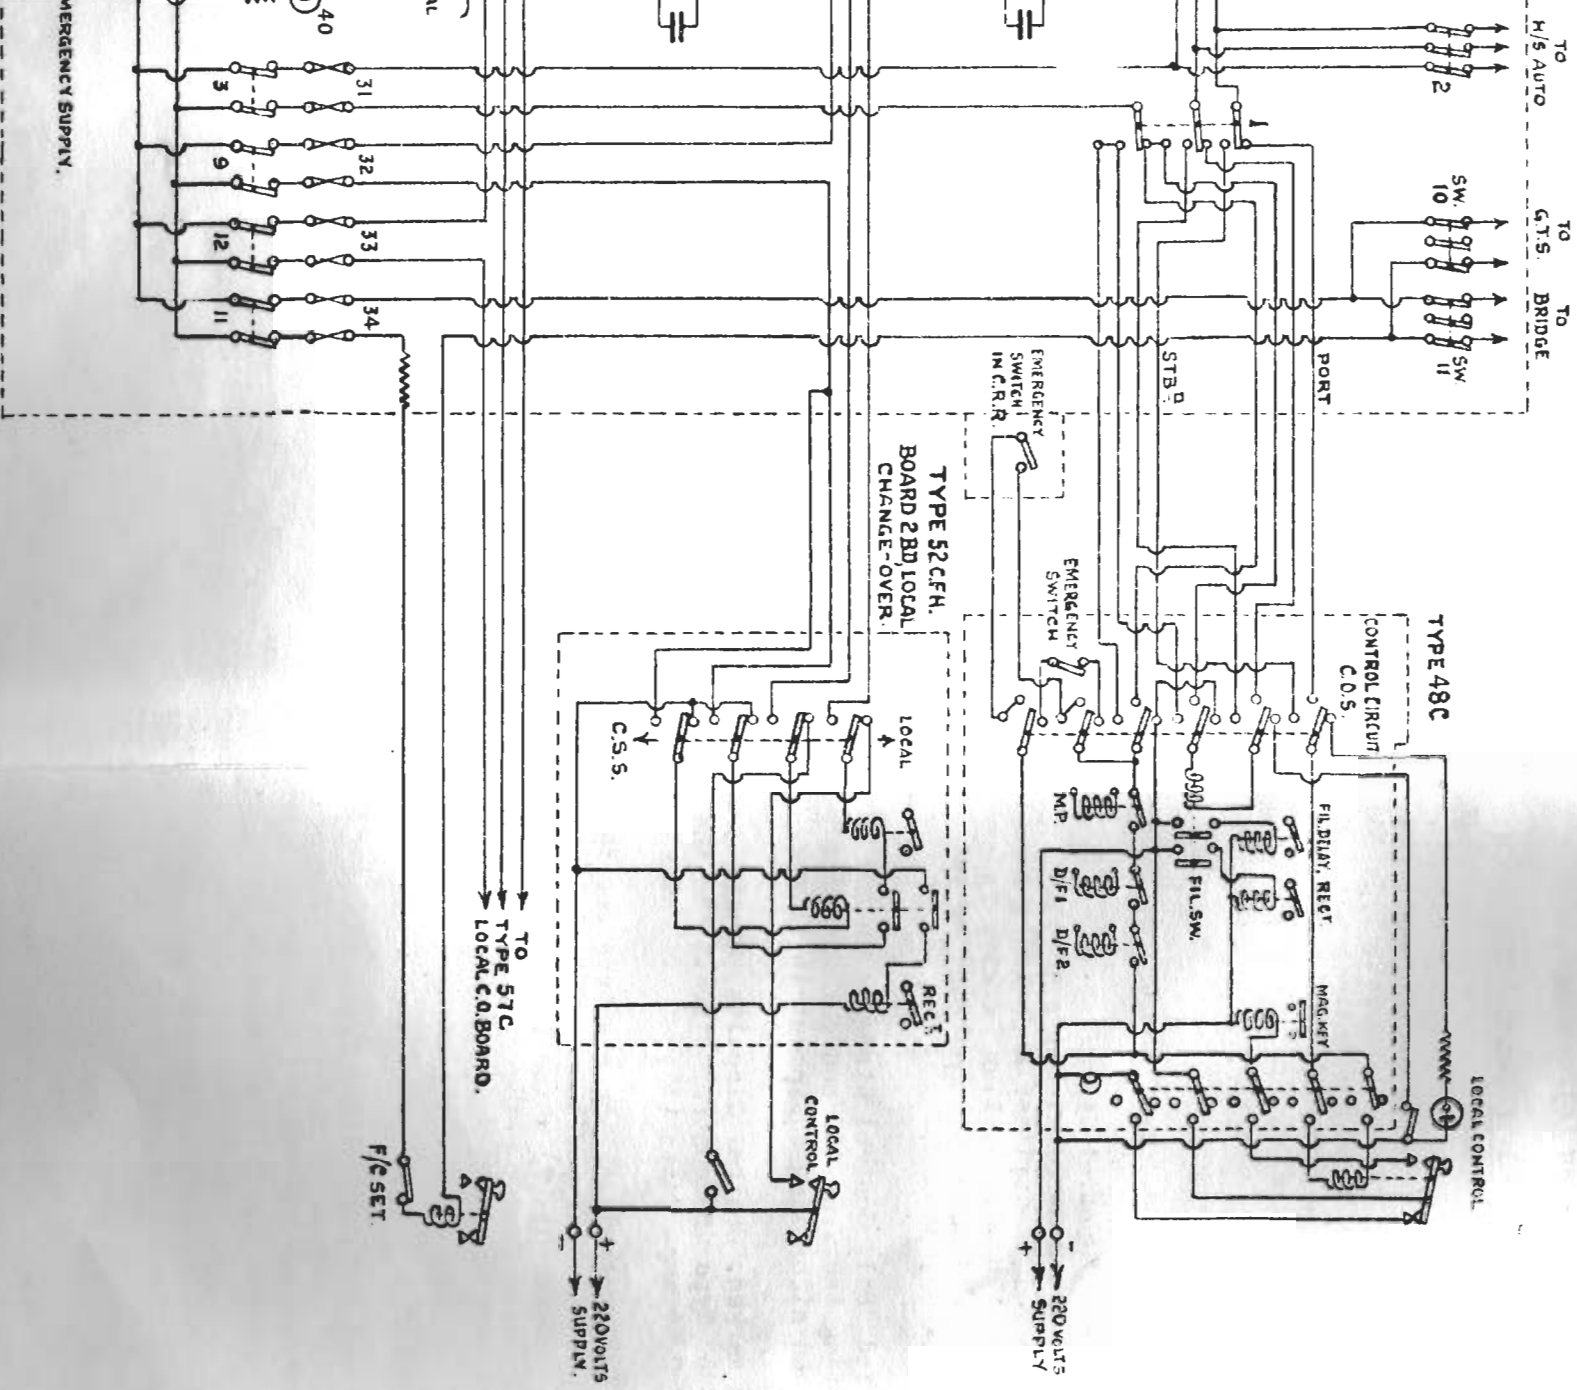 MERGENCY SUPPLY.
40
AL
31
3
32
9
33
12
34
11
TO
H/S AUTO
2
TO
G.T.S.
SW.
10
TO
BRIDGE
SW
11
PORT
STBD
EMERGENCY
SWITCH
IN C.R.R.
TYPE 52 C.F.H.
BOARD 2BD, LOCAL
CHANGE-OVER.
EMERGENCY
SWITCH
TYPE 48C
CONTROL CIRCUIT
C.O.S.
LOCAL
C.S.S.
M.P.
D/F1
D/F2
FIL.SW.
FIL.DELAY, RECT.
MAG.KEY
RECT.
TO
TYPE 57C
LOCAL C.O. BOARD.
LOCAL CONTROL
LOCAL
CONTROL
F/C SET.
- +
220 VOLTS
SUPPLY.
+ -
220 VOLTS
SUPPLY